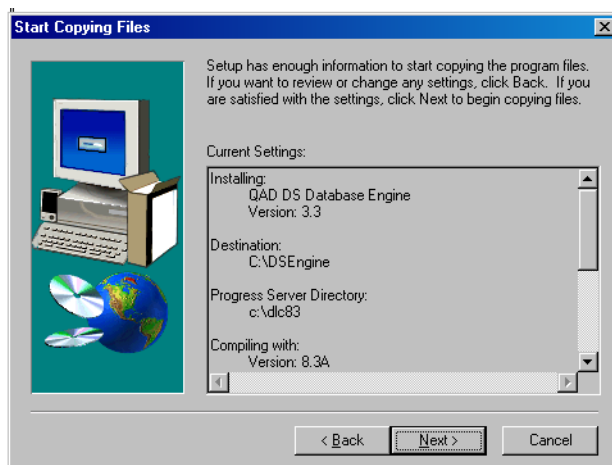 Start Copying Files
Setup has enough information to start copying the program files.
If you want to review or change any settings, click Back. If you
are satisfied with the settings, click Next to begin copying files.
Current Settings:
Installing:
QAD DS Database Engine
Version: 3.3
Destination:
C:\DSEngine
Progress Server Directory:
c:\dlc83
Compiling with:
Version: 8.3A
< Back
Next >
Cancel